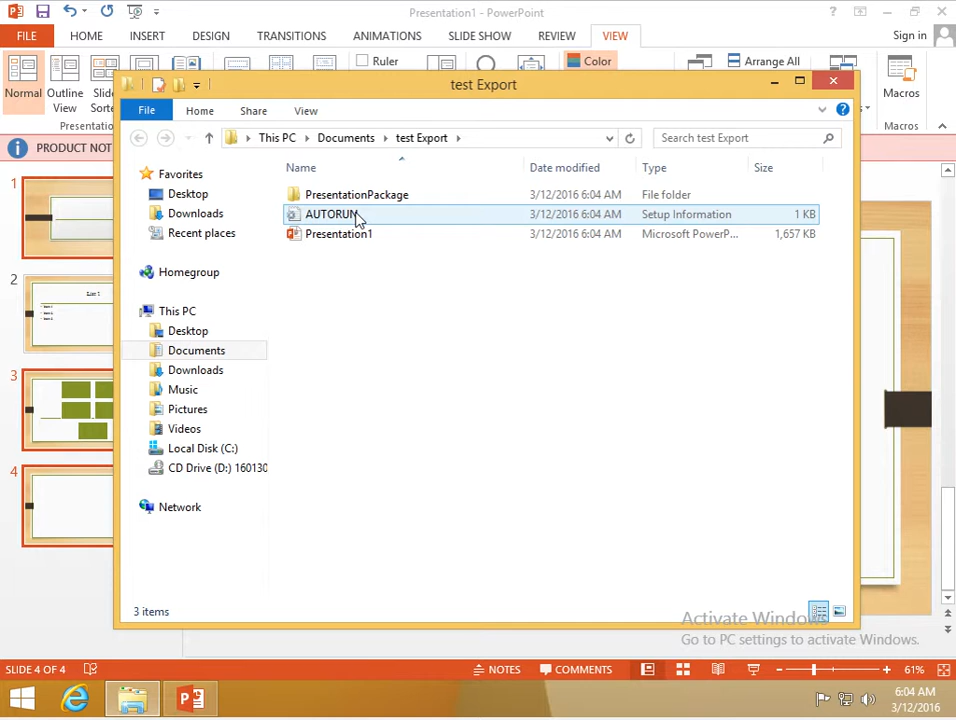 Presentation1 - PowerPoint
FILE HOME INSERT DESIGN TRANSITIONS ANIMATIONS SLIDE SHOW REVIEW VIEW Sign in
Normal Outline View
Ruler Color Arrange All Macros
Macros
PRODUCT NOT
test Export
File Home Share View
This PC Documents test Export Search test Export
Name Date modified Type Size
PresentationPackage 3/12/2016 6:04 AM File folder
AUTORUN 3/12/2016 6:04 AM Setup Information 1 KB
Presentation1 3/12/2016 6:04 AM Microsoft PowerP... 1,657 KB
Favorites
Desktop
Downloads
Recent places
Homegroup
This PC
Desktop
Documents
Downloads
Music
Pictures
Videos
Local Disk (C:)
CD Drive (D:) 160130
Network
3 items
1
2
3
4
Activate Windows
Go to PC settings to activate Windows.
SLIDE 4 OF 4 NOTES COMMENTS 61%
6:04 AM
3/12/2016